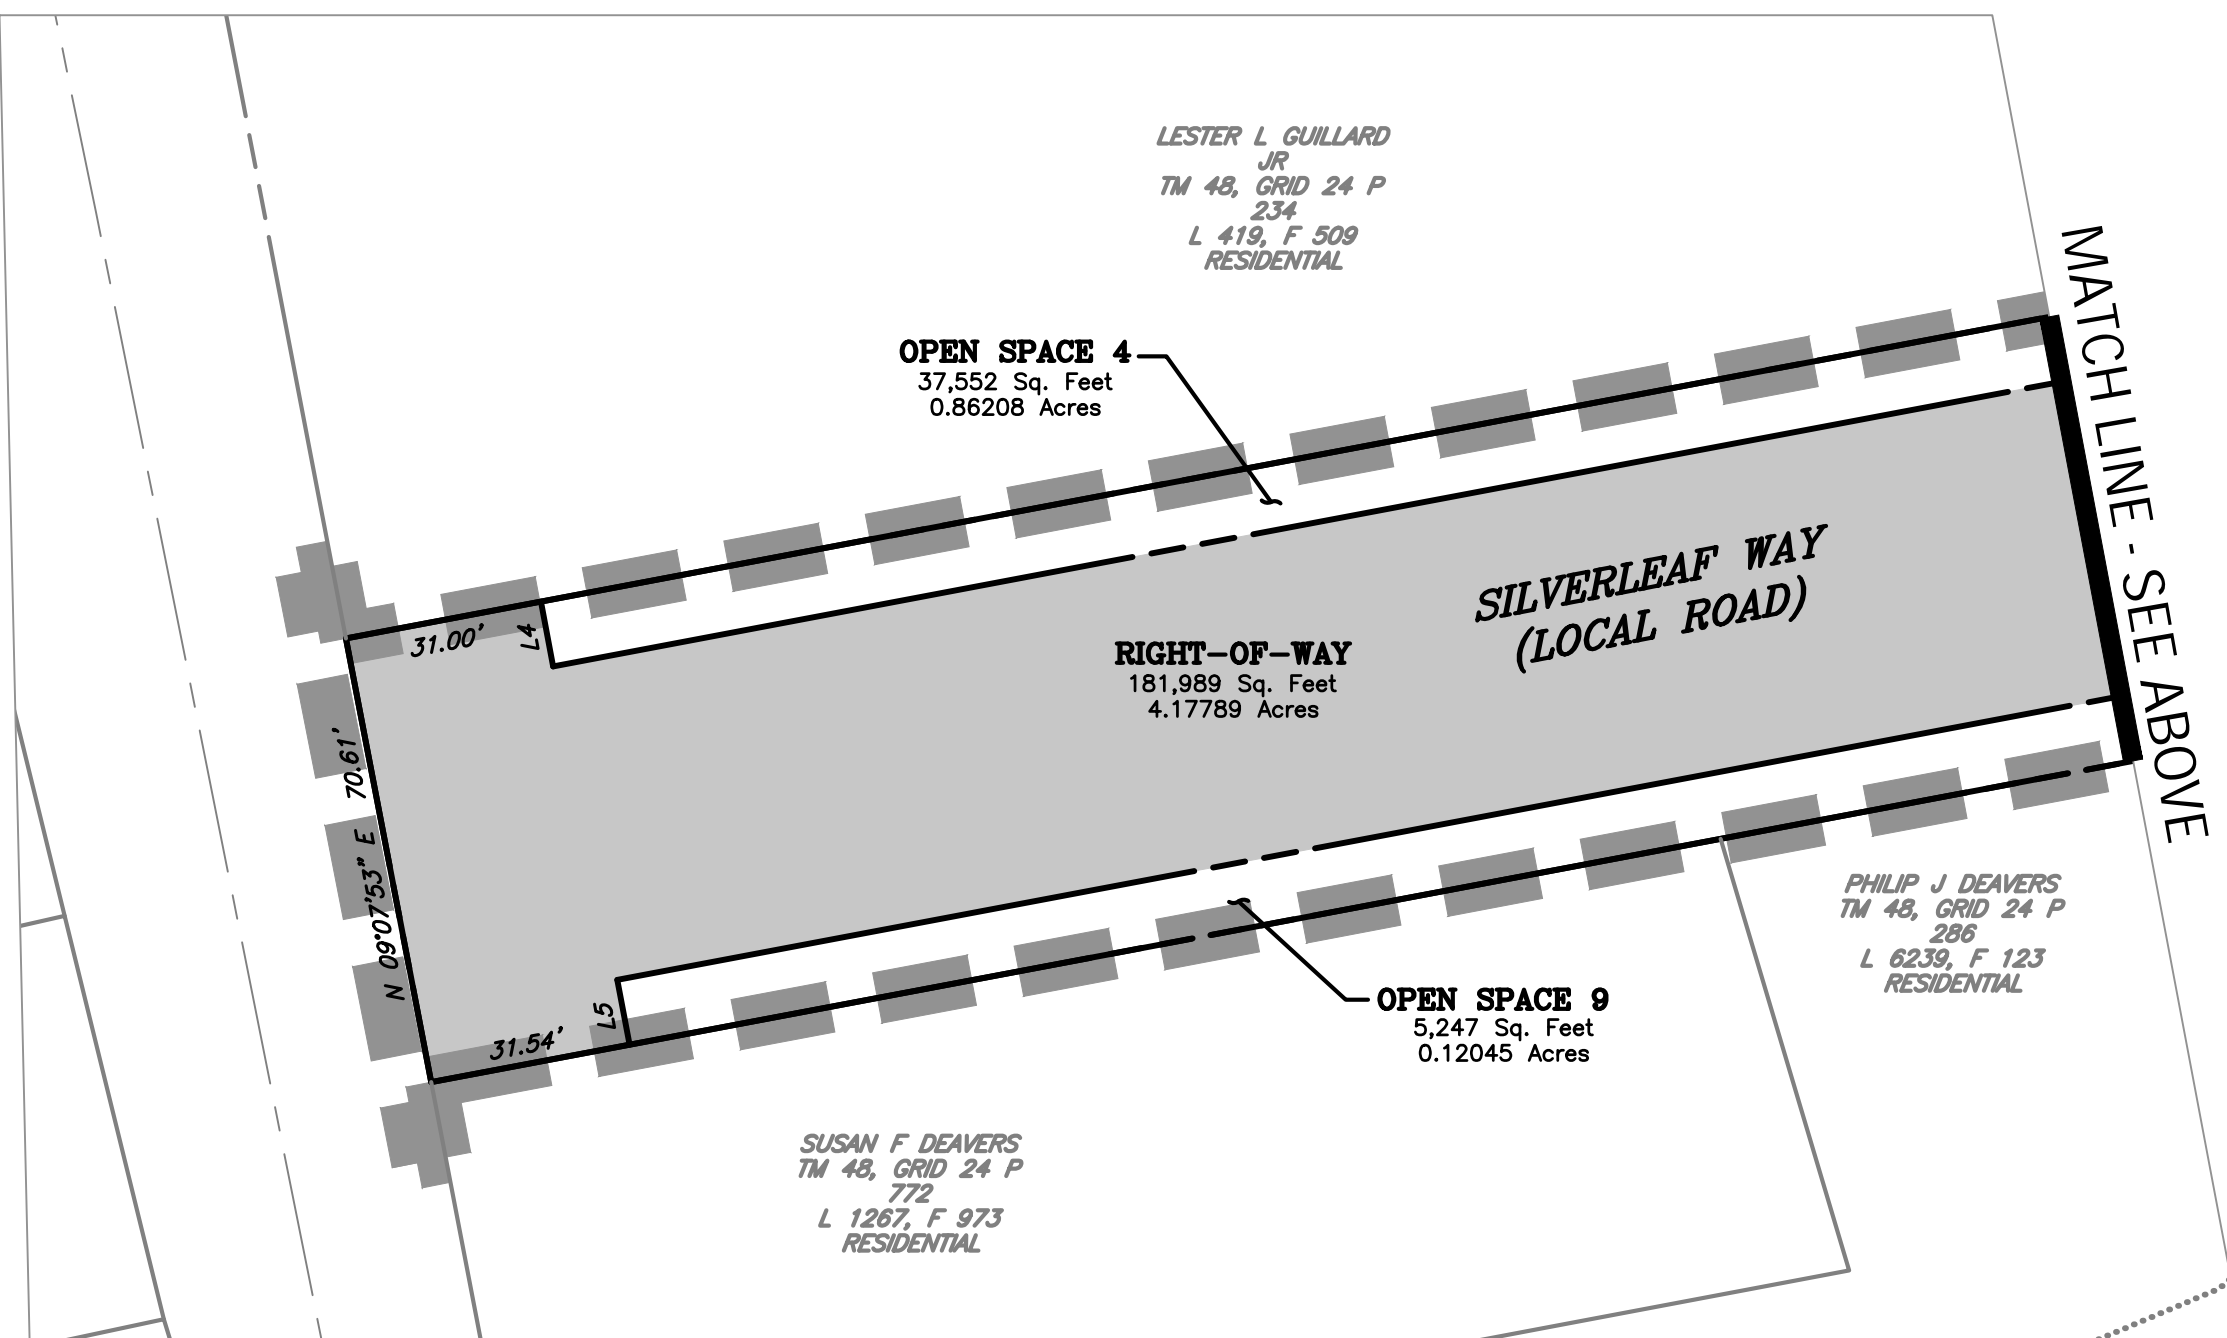 LESTER L GUILLARD
JR
TM 48, GRID 24 P
234
L 419, F 509
RESIDENTIAL
MATCH LINE - SEE ABOVE
OPEN SPACE 4
37,552 Sq. Feet
0.86208 Acres
SILVERLEAF WAY
(LOCAL ROAD)
31.00'
L4
RIGHT-OF-WAY
181,989 Sq. Feet
4.17789 Acres
N 09°07'53" E 70.61'
PHILIP J DEAVERS
TM 48, GRID 24 P
286
L 6239, F 123
RESIDENTIAL
OPEN SPACE 9
5,247 Sq. Feet
0.12045 Acres
L5
31.54'
SUSAN F DEAVERS
TM 48, GRID 24 P
772
L 1267, F 973
RESIDENTIAL